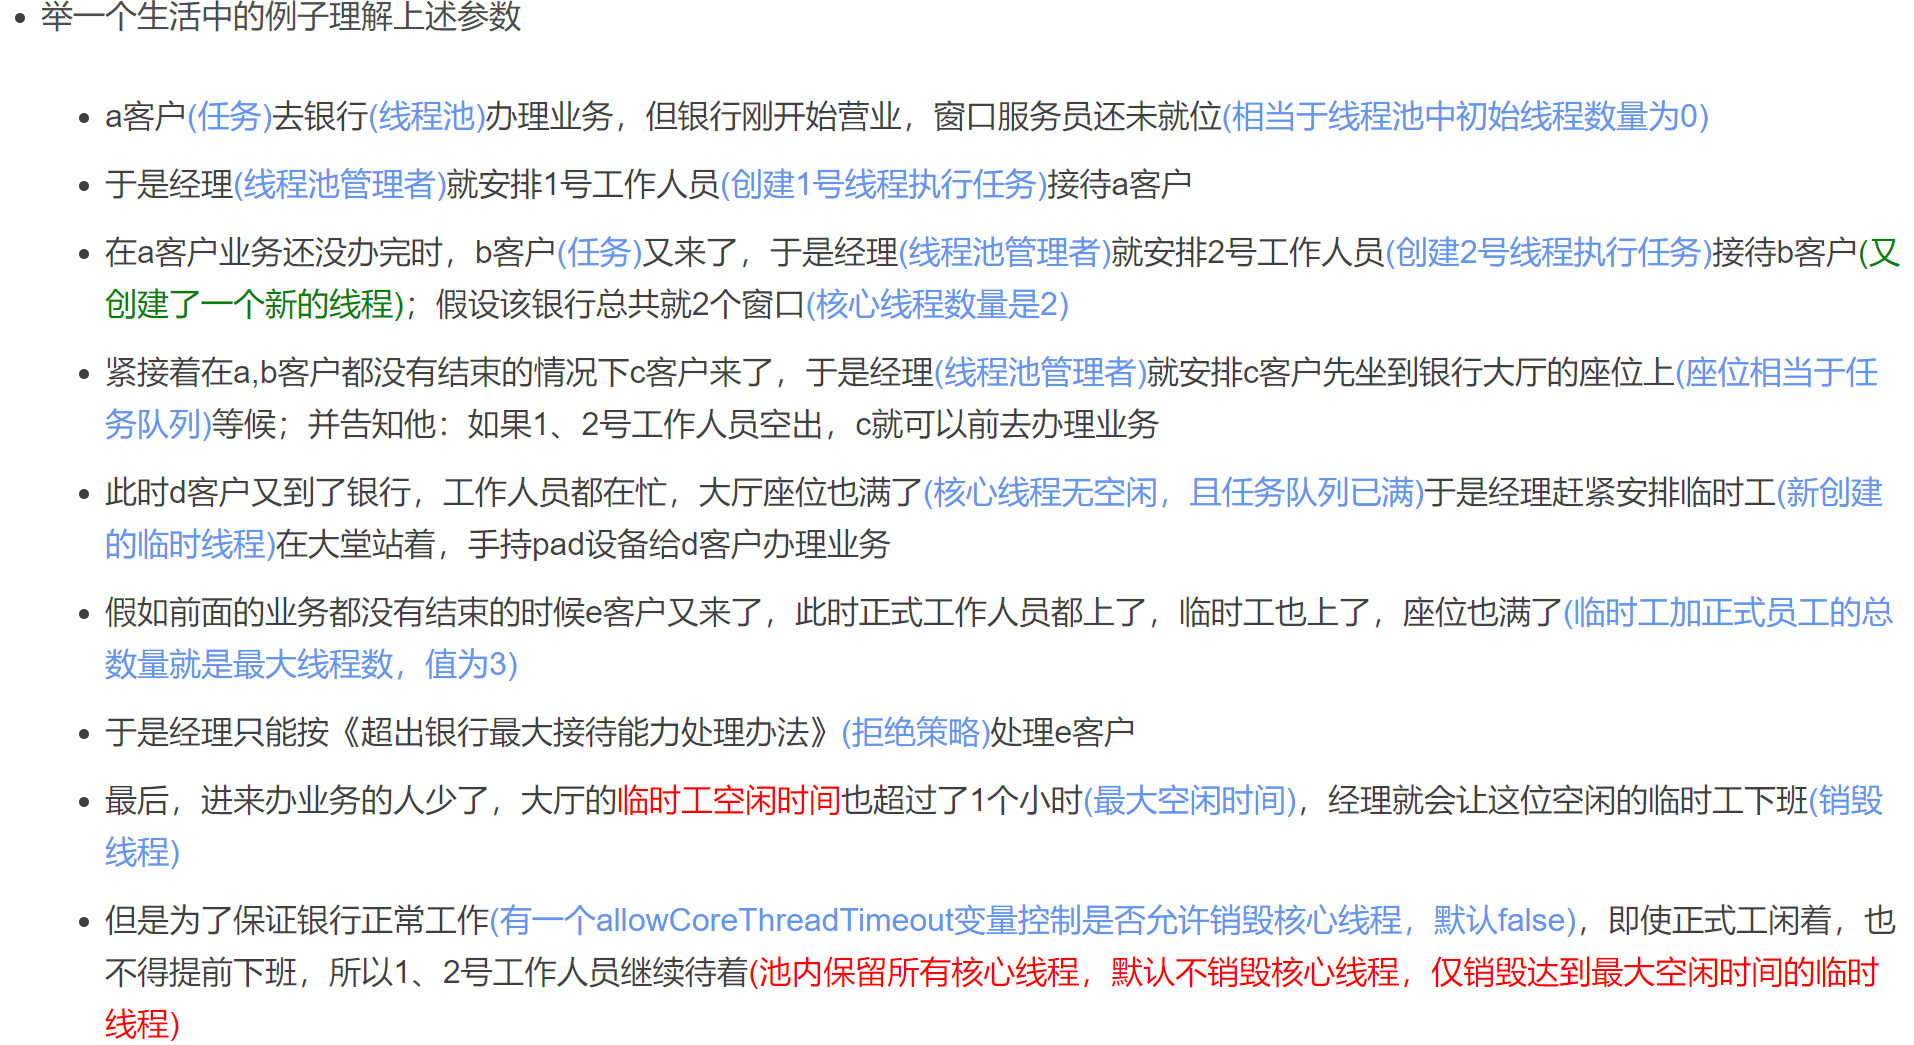 举一个生活中的例子理解上述参数
a客户(任务)去银行(线程池)办理业务，但银行刚开始营业，窗口服务员还未就位(相当于线程池中初始线程数量为0)
于是经理(线程池管理者)就安排1号工作人员(创建1号线程执行任务)接待a客户
在a客户业务还没办完时，b客户(任务)又来了，于是经理(线程池管理者)就安排2号工作人员(创建2号线程执行任务)接待b客户(又
创建了一个新的线程)；假设该银行总共就2个窗口(核心线程数量是2)
紧接着在a,b客户都没有结束的情况下c客户来了，于是经理(线程池管理者)就安排c客户先坐到银行大厅的座位上(座位相当于任
务队列)等候；并告知他：如果1、2号工作人员空出，c就可以前去办理业务
此时d客户又到了银行，工作人员都在忙，大厅座位也满了(核心线程无空闲，且任务队列已满)于是经理赶紧安排临时工(新创建
的临时线程)在大堂站着，手持pad设备给d客户办理业务
假如前面的业务都没有结束的时候e客户又来了，此时正式工作人员都上了，临时工也上了，座位也满了(临时工加正式员工的总
数量就是最大线程数，值为3)
于是经理只能按《超出银行最大接待能力处理办法》(拒绝策略)处理e客户
最后，进来办业务的人少了，大厅的临时工空闲时间也超过了1个小时(最大空闲时间)，经理就会让这位空闲的临时工下班(销毁
线程)
但是为了保证银行正常工作(有一个allowCoreThreadTimeout变量控制是否允许销毁核心线程，默认false)，即使正式工闲着，也
不得提前下班，所以1、2号工作人员继续待着(池内保留所有核心线程，默认不销毁核心线程，仅销毁达到最大空闲时间的临时
线程)